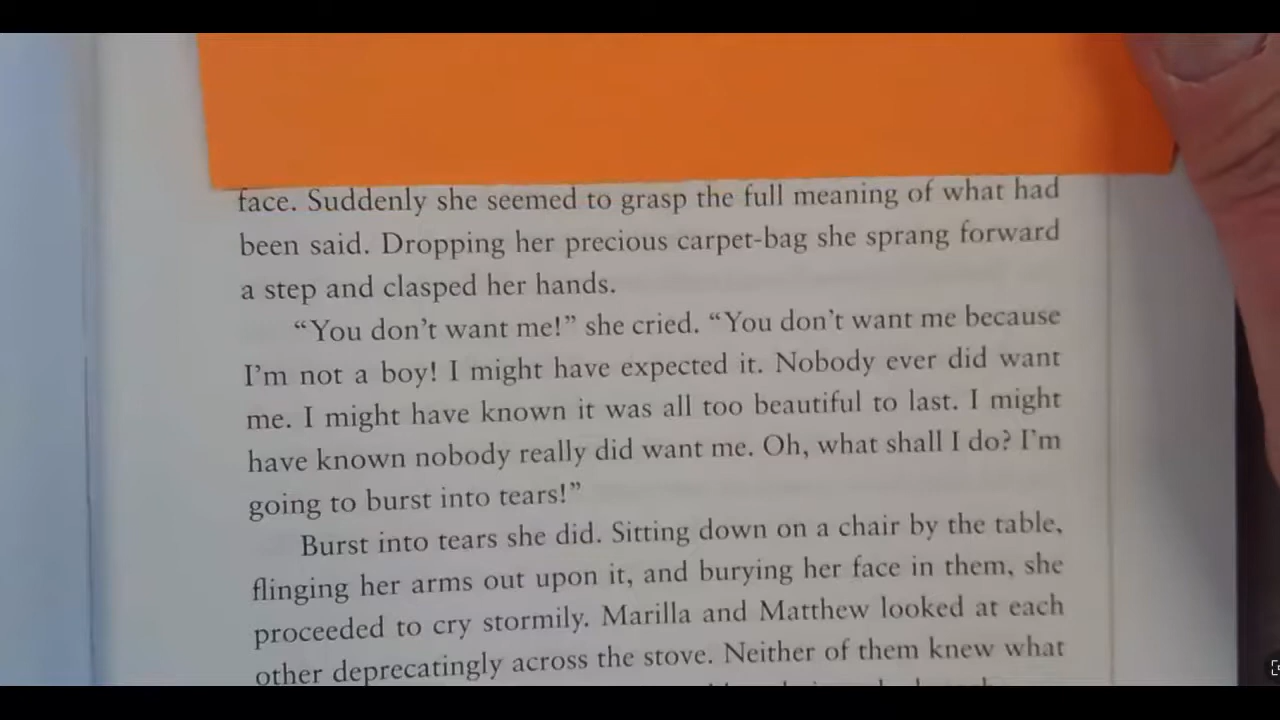 face. Suddenly she seemed to grasp the full meaning of what had
been said. Dropping her precious carpet-bag she sprang forward
a step and clasped her hands.
“You don’t want me!” she cried. “You don’t want me because
I’m not a boy! I might have expected it. Nobody ever did want
me. I might have known it was all too beautiful to last. I might
have known nobody really did want me. Oh, what shall I do? I’m
going to burst into tears!”
Burst into tears she did. Sitting down on a chair by the table,
flinging her arms out upon it, and burying her face in them, she
proceeded to cry stormily. Marilla and Matthew looked at each
other deprecatingly across the stove. Neither of them knew what